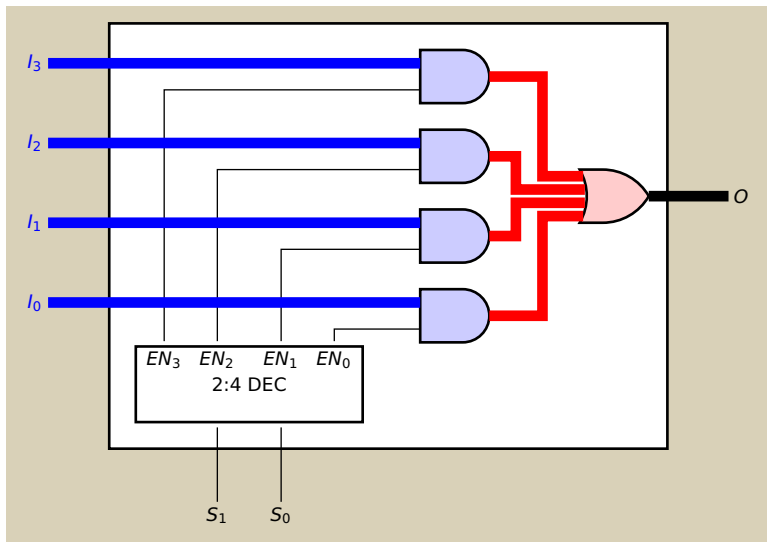 I₃
I₂
I₁
O
I₀
EN₃ EN₂ EN₁ EN₀
2:4 DEC
S₁ S₀